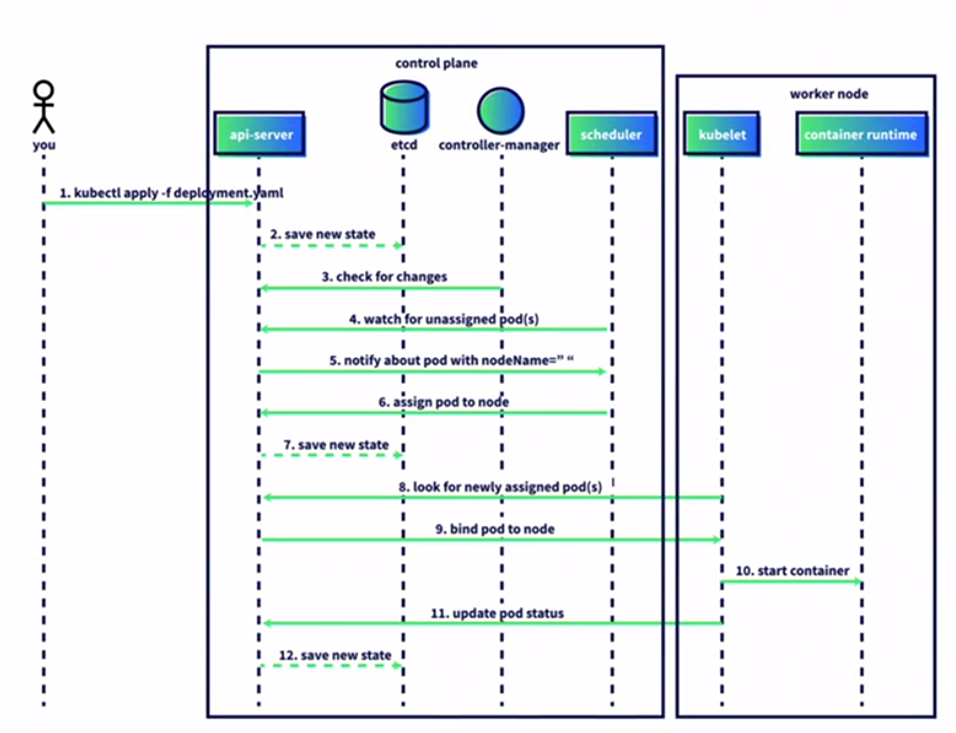 control plane
worker node
you
api-server
etcd
controller-manager
scheduler
kubelet
container runtime
1. kubectl apply -f deployment.yaml
2. save new state
3. check for changes
4. watch for unassigned pod(s)
5. notify about pod with nodeName=” “
6. assign pod to node
7. save new state
8. look for newly assigned pod(s)
9. bind pod to node
10. start container
11. update pod status
12. save new state